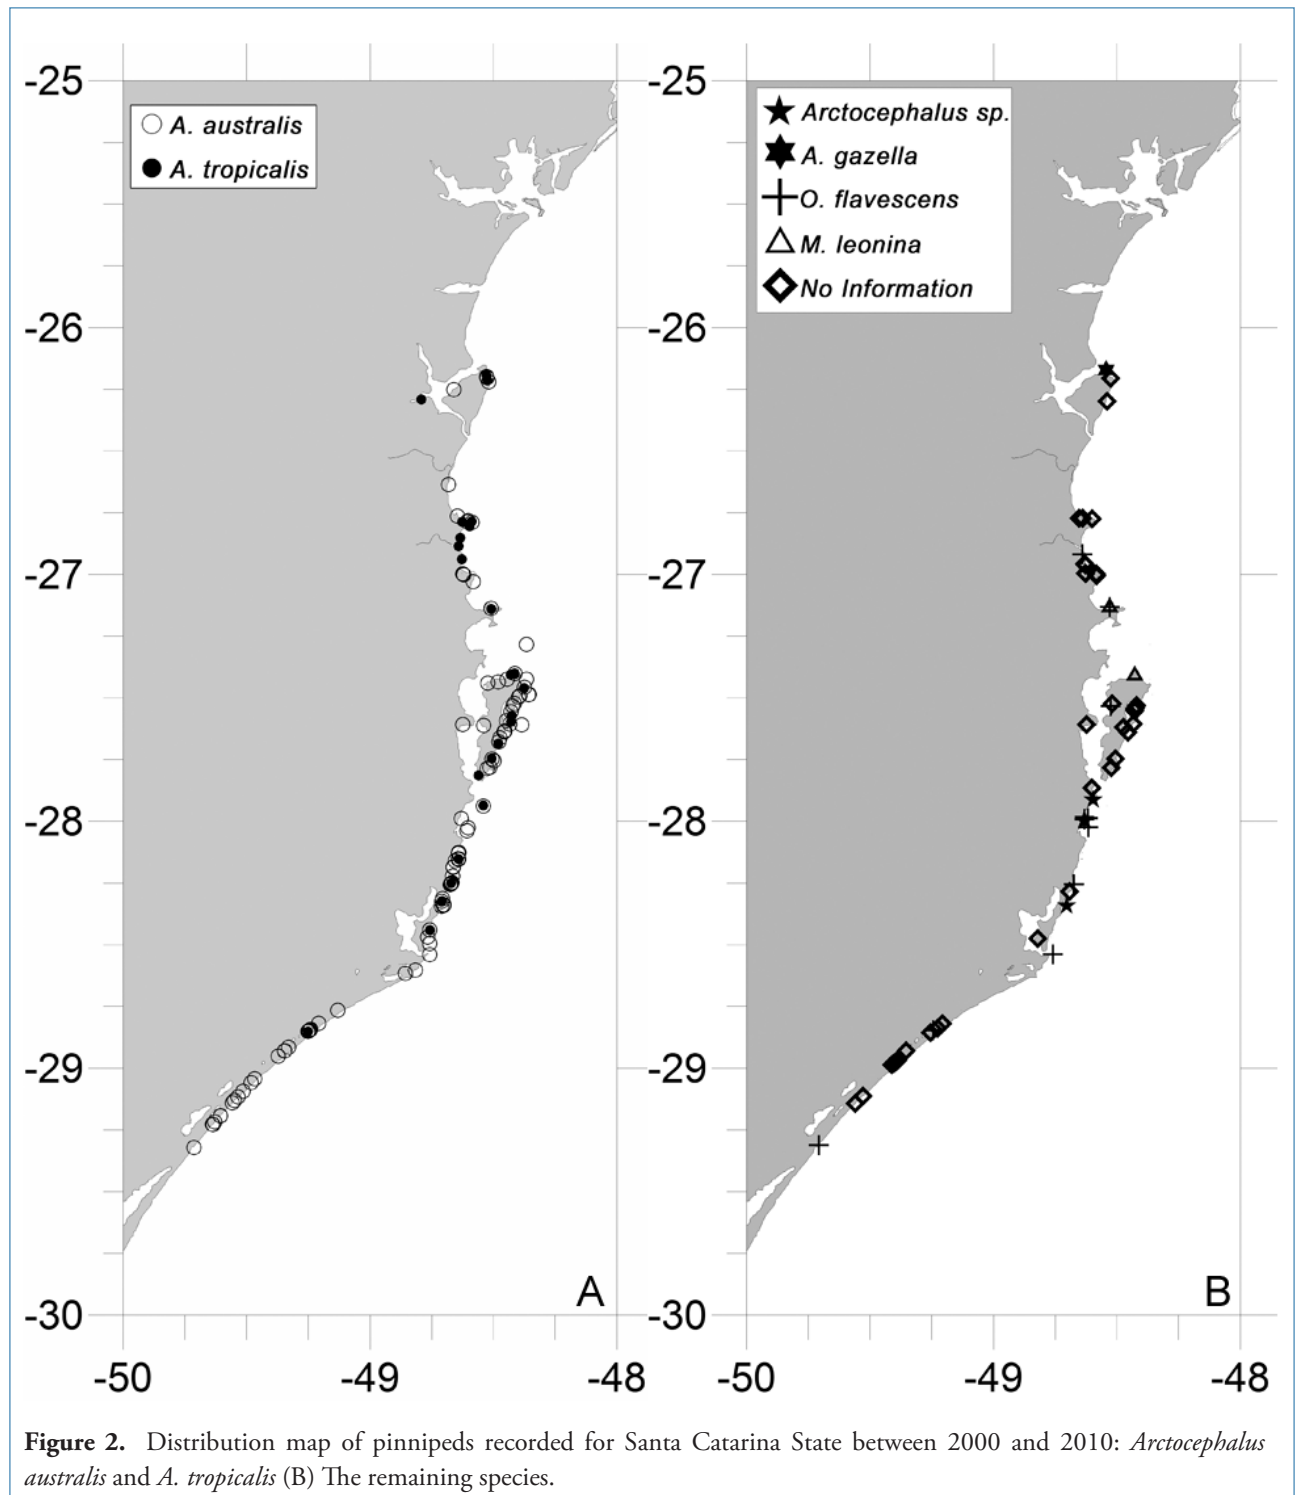 -25
-26
-27
-28
-29
-30
-50
-49
-48
A. australis
A. tropicalis
A
-25
-26
-27
-28
-29
-30
-50
-49
-48
Arctocephalus sp.
A. gazella
O. flavescens
M. leonina
No Information
B
Figure 2. Distribution map of pinnipeds recorded for Santa Catarina State between 2000 and 2010: Arctocephalus
australis and A. tropicalis (B) The remaining species.